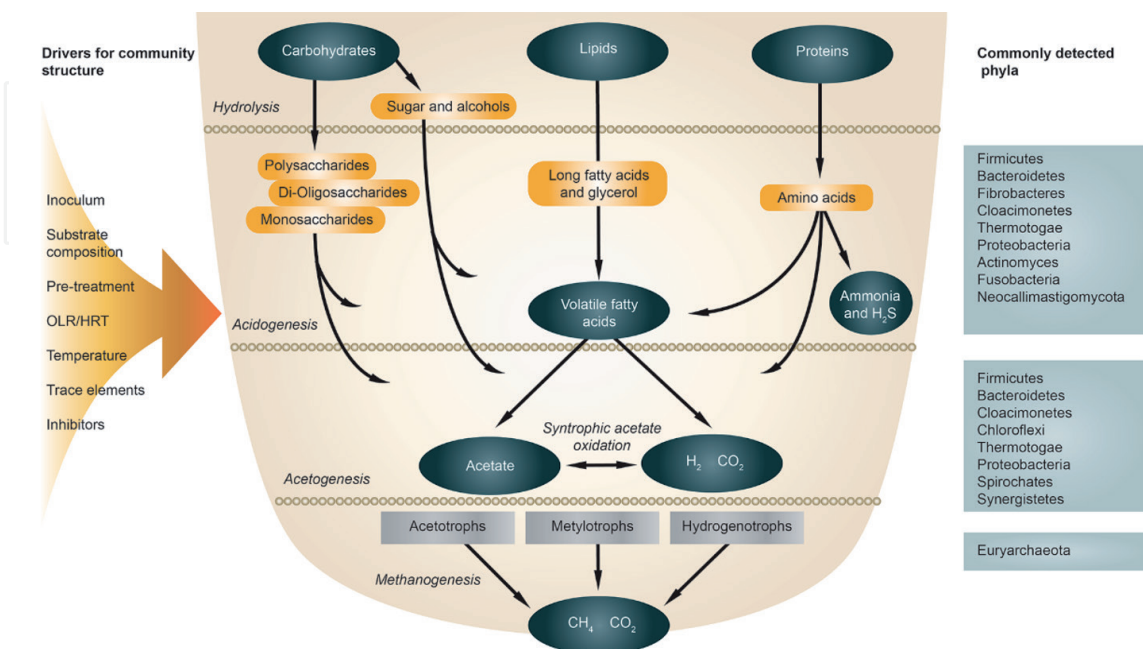 Drivers for community
structure
Inoculum
Substrate
composition
Pre-treatment
OLR/HRT
Temperature
Trace elements
Inhibitors
Carbohydrates
Lipids
Proteins
Hydrolysis
Sugar and alcohols
Polysaccharides
Di-Oligosaccharides
Monosaccharides
Long fatty acids
and glycerol
Amino acids
Acidogenesis
Volatile fatty
acids
Ammonia
and H₂S
Syntrophic acetate
oxidation
Acetate
H₂ CO₂
Acetogenesis
Acetotrophs
Metylotrophs
Hydrogenotrophs
Methanogenesis
CH₄ CO₂
Commonly detected
phyla
Firmicutes
Bacteroidetes
Fibrobacteres
Cloacimonetes
Thermotogae
Proteobacteria
Actinomyces
Fusobacteria
Neocallimastigomycota
Firmicutes
Bacteroidetes
Cloacimonetes
Chloroflexi
Thermotogae
Proteobacteria
Spirochates
Synergistetes
Euryarchaeota